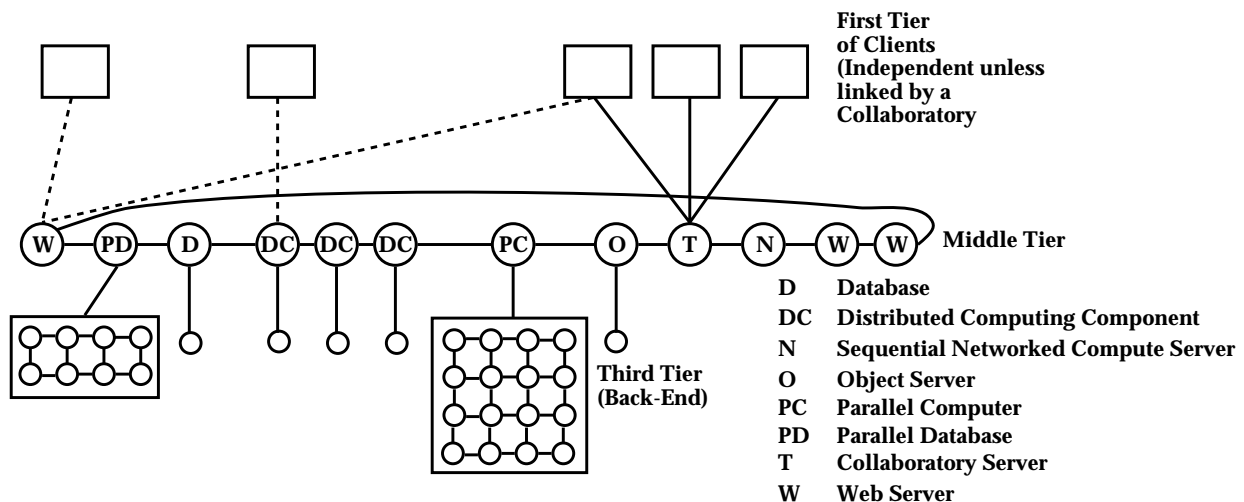 First Tier
of Clients
(Independent unless
linked by a
Collaboratory
W PD D DC DC DC PC O T N W W
Middle Tier
Third Tier
(Back-End)
D Database
DC Distributed Computing Component
N Sequential Networked Compute Server
O Object Server
PC Parallel Computer
PD Parallel Database
T Collaboratory Server
W Web Server